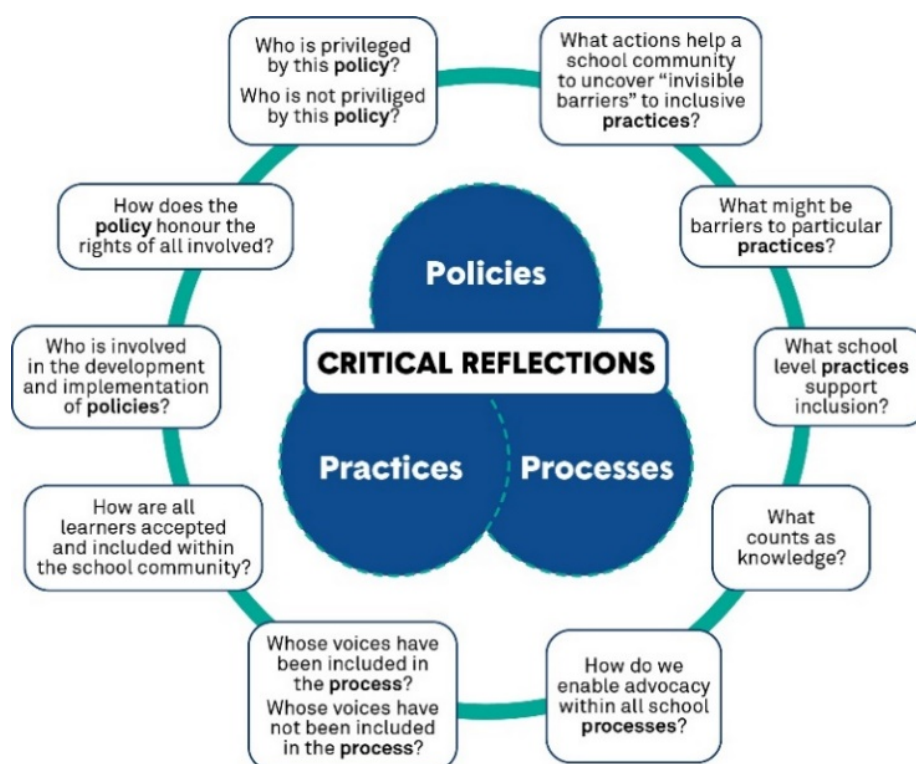 Who is privileged
by this policy?
Who is not priviliged
by this policy?
What actions help a
school community
to uncover “invisible
barriers” to inclusive
practices?
How does the
policy honour the
rights of all involved?
What might be
barriers to particular
practices?
Policies
CRITICAL REFLECTIONS
Practices
Processes
Who is involved
in the development
and implementation
of policies?
What school
level practices
support
inclusion?
How are all
learners accepted
and included within
the school community?
What
counts as
knowledge?
Whose voices have
been included in
the process?
Whose voices have
not been included
in the process?
How do we
enable advocacy
within all school
processes?